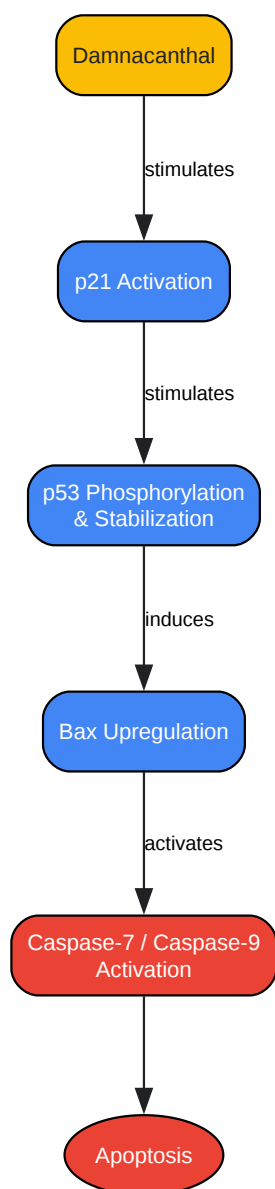 Damnacanthal
stimulates
p21 Activation
stimulates
p53 Phosphorylation
& Stabilization
induces
Bax Upregulation
activates
Caspase-7 / Caspase-9
Activation
Apoptosis